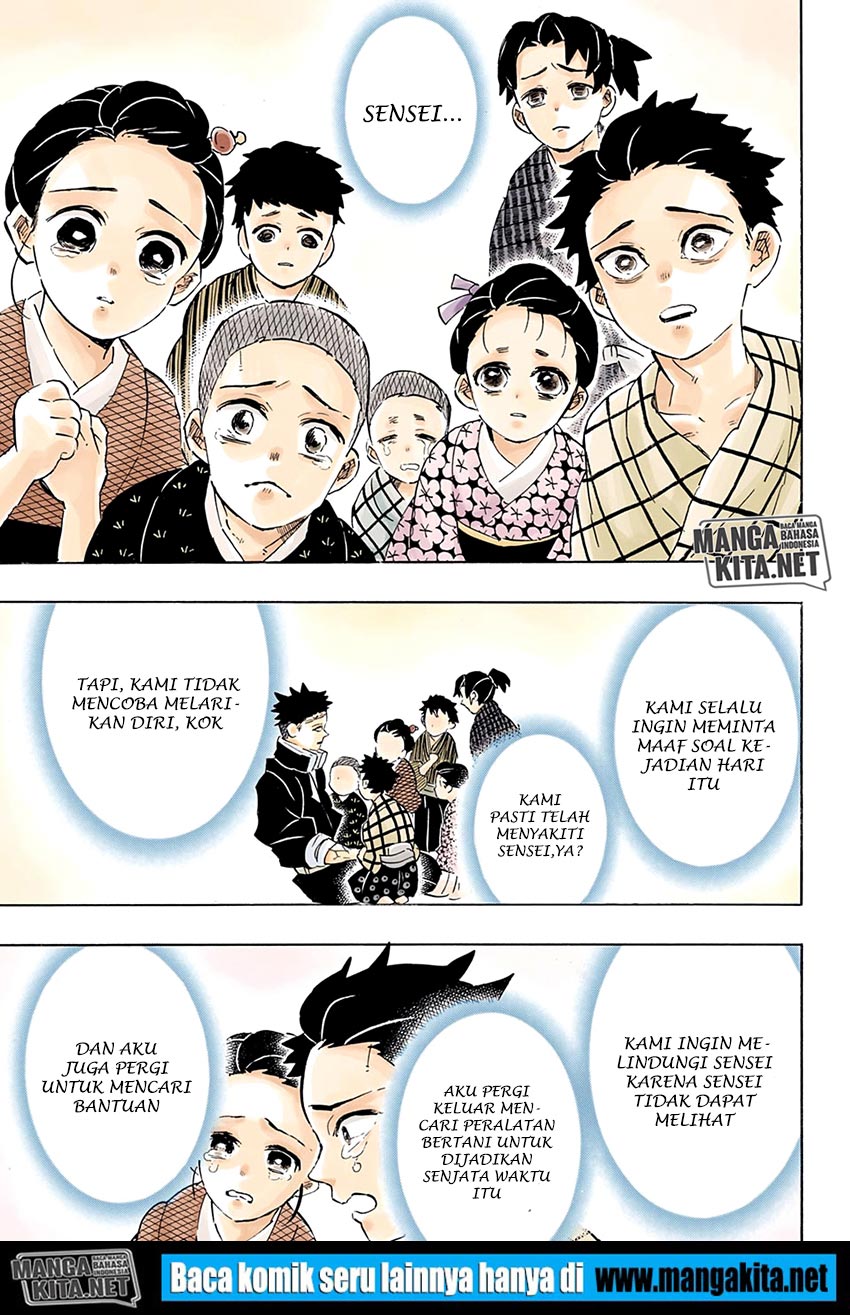 SENSEI...
MANGA
KITA.NET
BACA MANGA
BAHASA
INDONESIA
KAMI SELALU
INGIN MEMINTA
MAAF SOAL KE-
JADIAN HARI
ITU
KAMI
PASTI TELAH
MENYAKITI
SENSEI,YA?
TAPI, KAMI TIDAK
MENCOBA MELARI-
KAN DIRI, KOK
KAMI INGIN ME-
LINDUNGI SENSEI
KARENA SENSEI
TIDAK DAPAT
MELIHAT
AKU PERGI
KELUAR MEN-
CARI PERALATAN
BERTANI UNTUK
DIJADIKAN
SENJATA WAKTU
ITU
DAN AKU
JUGA PERGI
UNTUK MENCARI
BANTUAN
MANGA
KITA.NET
BACA MANGA
BAHASA
INDONESIA
Baca komik seru lainnya hanya di www.mangakita.net